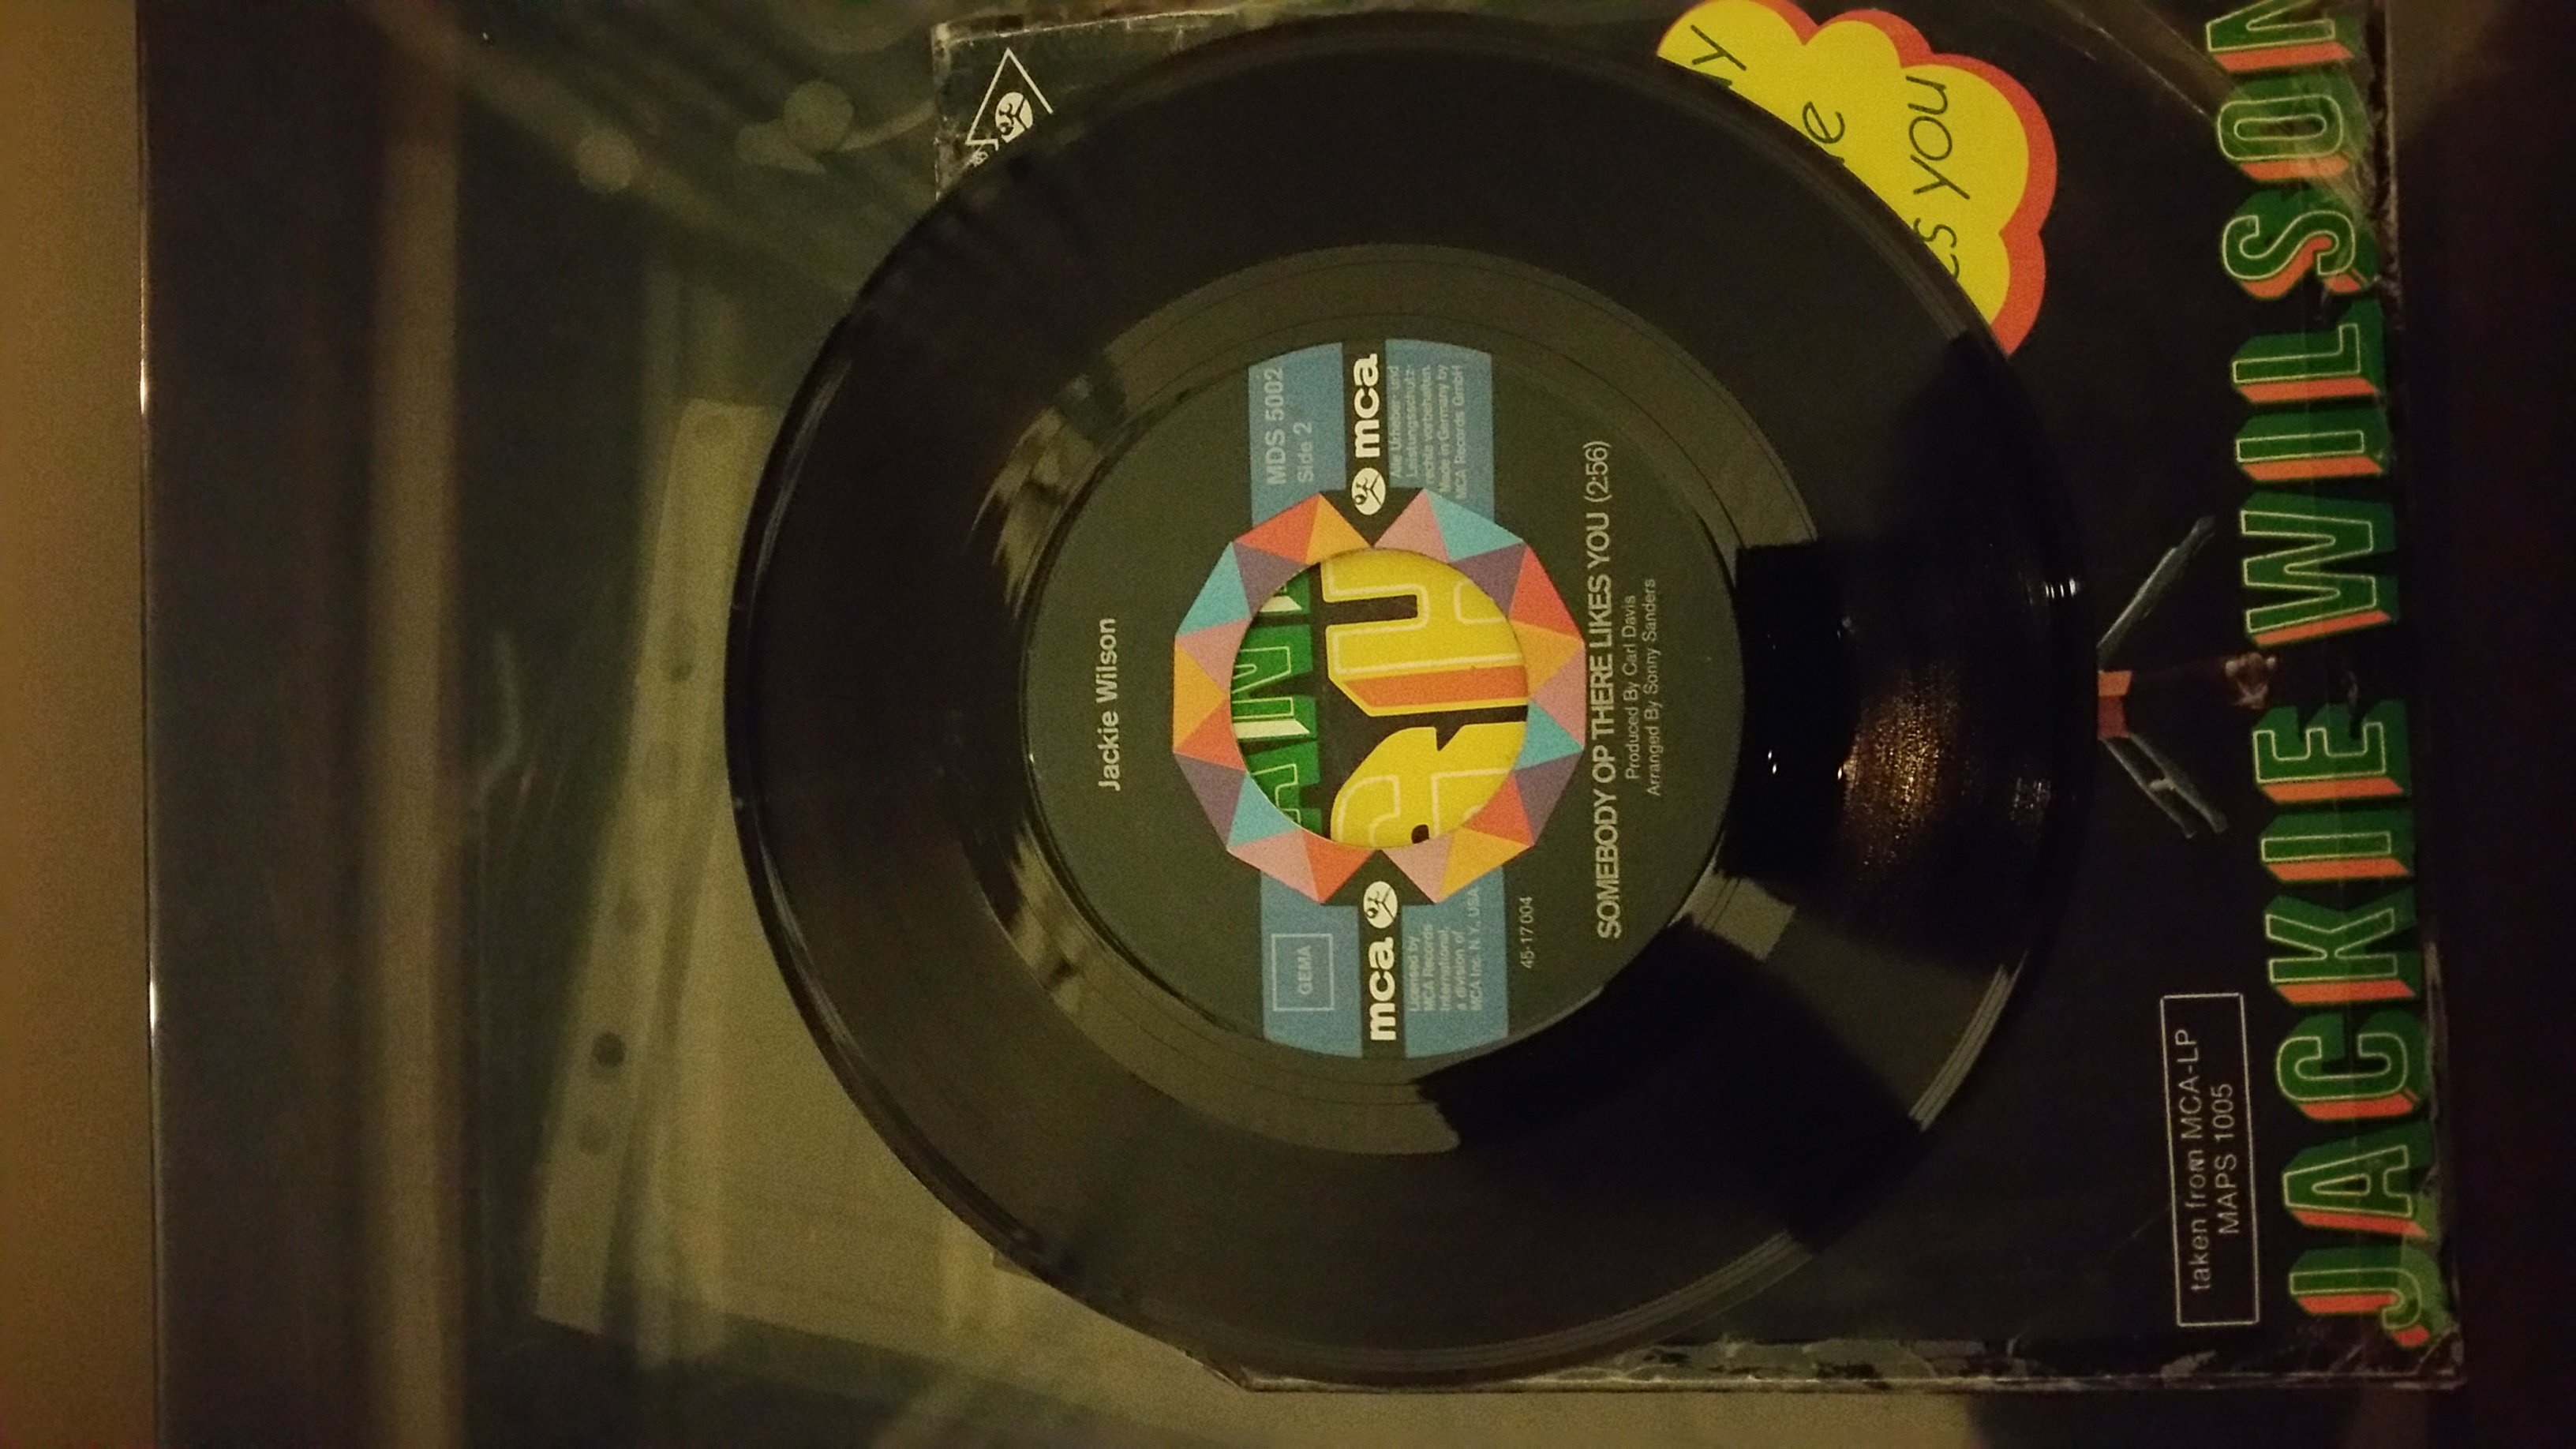 Jackie Wilson
MDS 5002
Side 2
GEMA
mca
mca
Licensed by
MCA Records
International,
a division of
MCA Inc. N.Y., USA
Alle Urheber- und
Leistungsschutz-
rechte vorbehalten.
Made in Germany by
MCA Records GmbH
45-17004
SOMEBODY OP THERE LIKES YOU (2:56)
Produced By Carl Davis
Arranged By Sonny Sanders
you
taken from MCA-LP
MAPS 1005
JACKIE WILSON